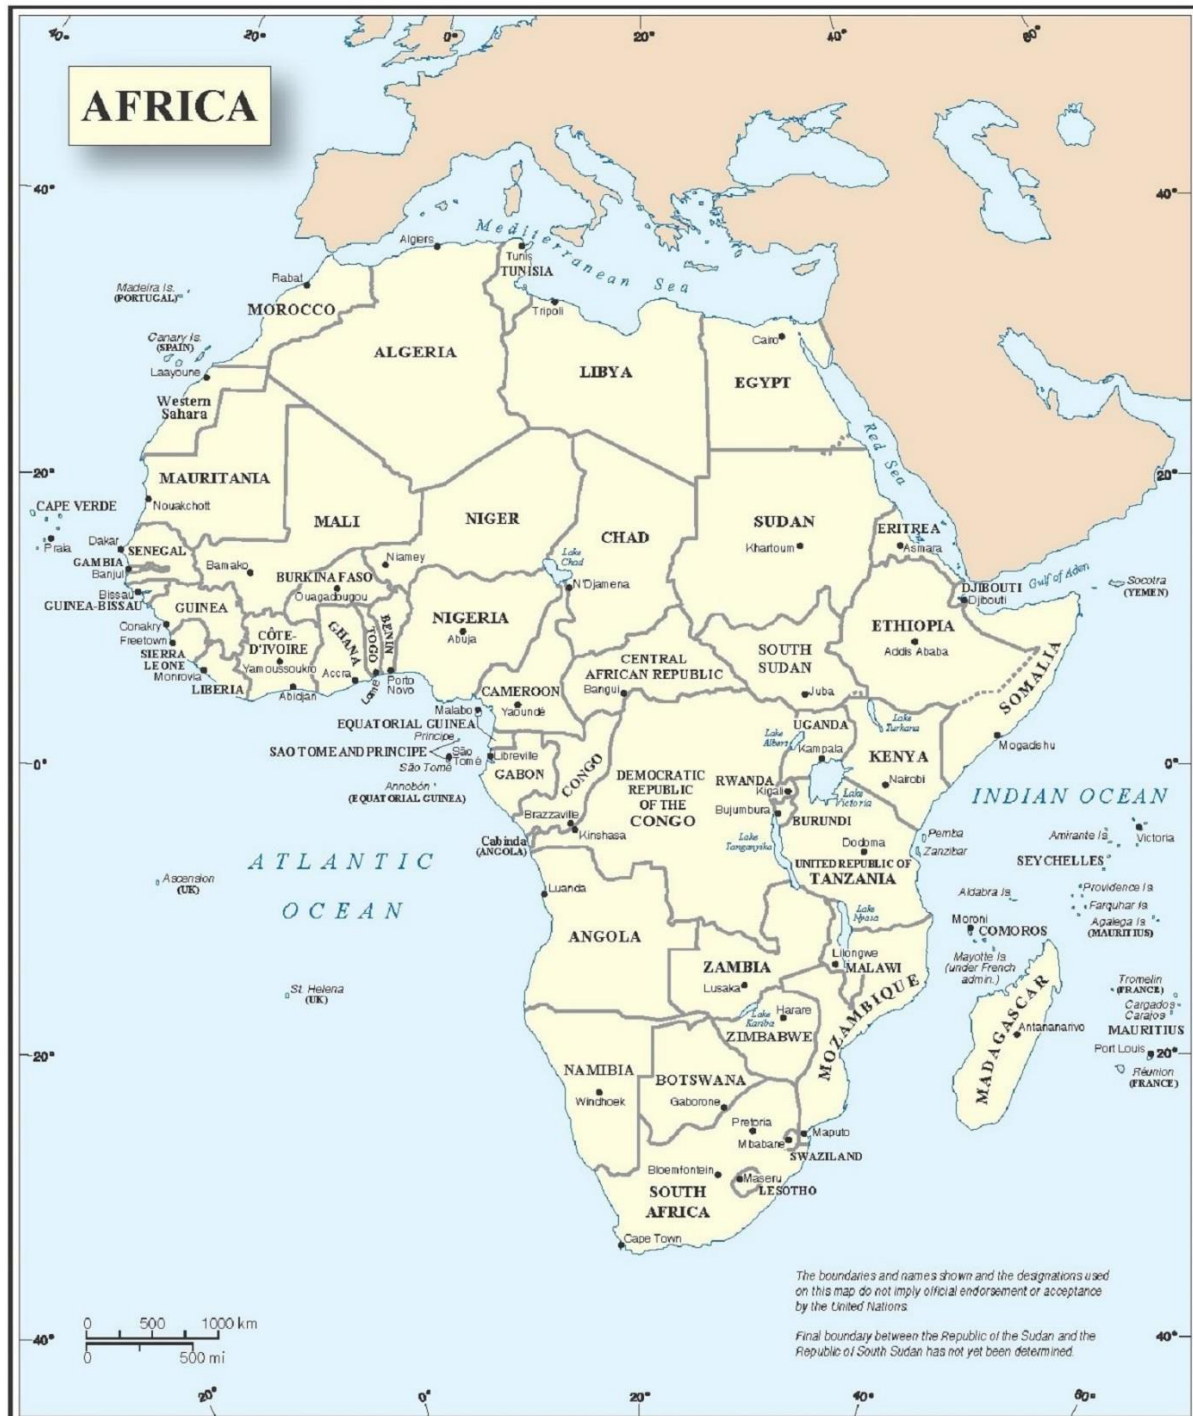 40°
20°
0°
20°
40°
60°
AFRICA
40°
40°
Mediterranean Sea
Algiers
Tunis
TUNISIA
Rabat
Madeira Is.
(PORTUGAL)
MOROCCO
Tripoli
Canary Is.
(SPAIN)
Laayoune
ALGERIA
LIBYA
Cairo
EGYPT
Western
Sahara
Red Sea
20°
20°
MAURITANIA
Nouakchott
CAPE VERDE
Praia
MALI
NIGER
CHAD
SUDAN
Khartoum
ERITREA
Asmara
Dakar
SENEGAL
GAMBIA
Banjul
Bamako
Niamey
Lake
Chad
N'Djamena
BURKINA FASO
Ouagadougou
Bissau
GUINEA-BISSAU
GUINEA
NIGERIA
Abuja
DJIBOUTI
Djibouti
Gulf of Aden
Socotra
(YEMEN)
Conakry
Freetown
SIERRA
LEONE
Monrovia
LIBERIA
CÔTE-
D'IVOIRE
Yamoussoukro
Abidjan
GHANA
Accra
TOGO
Lomé
BENIN
Porto
Novo
ETHIOPIA
Addis Ababa
SOUTH
SUDAN
Juba
CENTRAL
AFRICAN REPUBLIC
Bangui
SOMALIA
CAMEROON
Yaoundé
Malabo
EQUATORIAL GUINEA
Principe
SAO TOME AND PRINCIPE
São
Tomé
São Tomé
Libreville
GABON
CONGO
Annobón
(EQUATORIAL GUINEA)
UGANDA
Lake
Albert
Kampala
Lake
Turkana
KENYA
Nairobi
Mogadishu
0°
0°
DEMOCRATIC
REPUBLIC
OF THE
CONGO
RWANDA
Kigali
Bujumbura
BURUNDI
Lake
Victoria
INDIAN OCEAN
Brazzaville
Kinshasa
Cabinda
(ANGOLA)
Lake
Tanganyika
Dodoma
UNITED REPUBLIC OF
TANZANIA
Pemba
Zanzibar
Amirante Is.
Victoria
SEYCHELLES
ATLANTIC
OCEAN
Ascension
(UK)
Luanda
Aldabra Is.
Providence Is.
Farquhar Is.
Agalega Is.
(MAURITIUS)
Lake
Nyasa
Moroni
COMOROS
Mayotte Is.
(under French
admin.)
ANGOLA
ZAMBIA
Lusaka
Lilongwe
MALAWI
St. Helena
(UK)
MOZAMBIQUE
MADAGASCAR
Antananarivo
Tromelin
(FRANCE)
Cargados
Carajos
MAURITIUS
Port Louis
Réunion
(FRANCE)
Lake
Kariba
Harare
ZIMBABWE
20°
20°
NAMIBIA
Windhoek
BOTSWANA
Gaborone
Pretoria
Mbabane
Maputo
SWAZILAND
Bloemfontein
Maseru
LESOTHO
SOUTH
AFRICA
Cape Town
The boundaries and names shown and the designations used
on this map do not imply official endorsement or acceptance
by the United Nations.
Final boundary between the Republic of the Sudan and the
Republic of South Sudan has not yet been determined.
0 500 1000 km
0 500 mi
40°
40°
20°
0°
20°
40°
60°